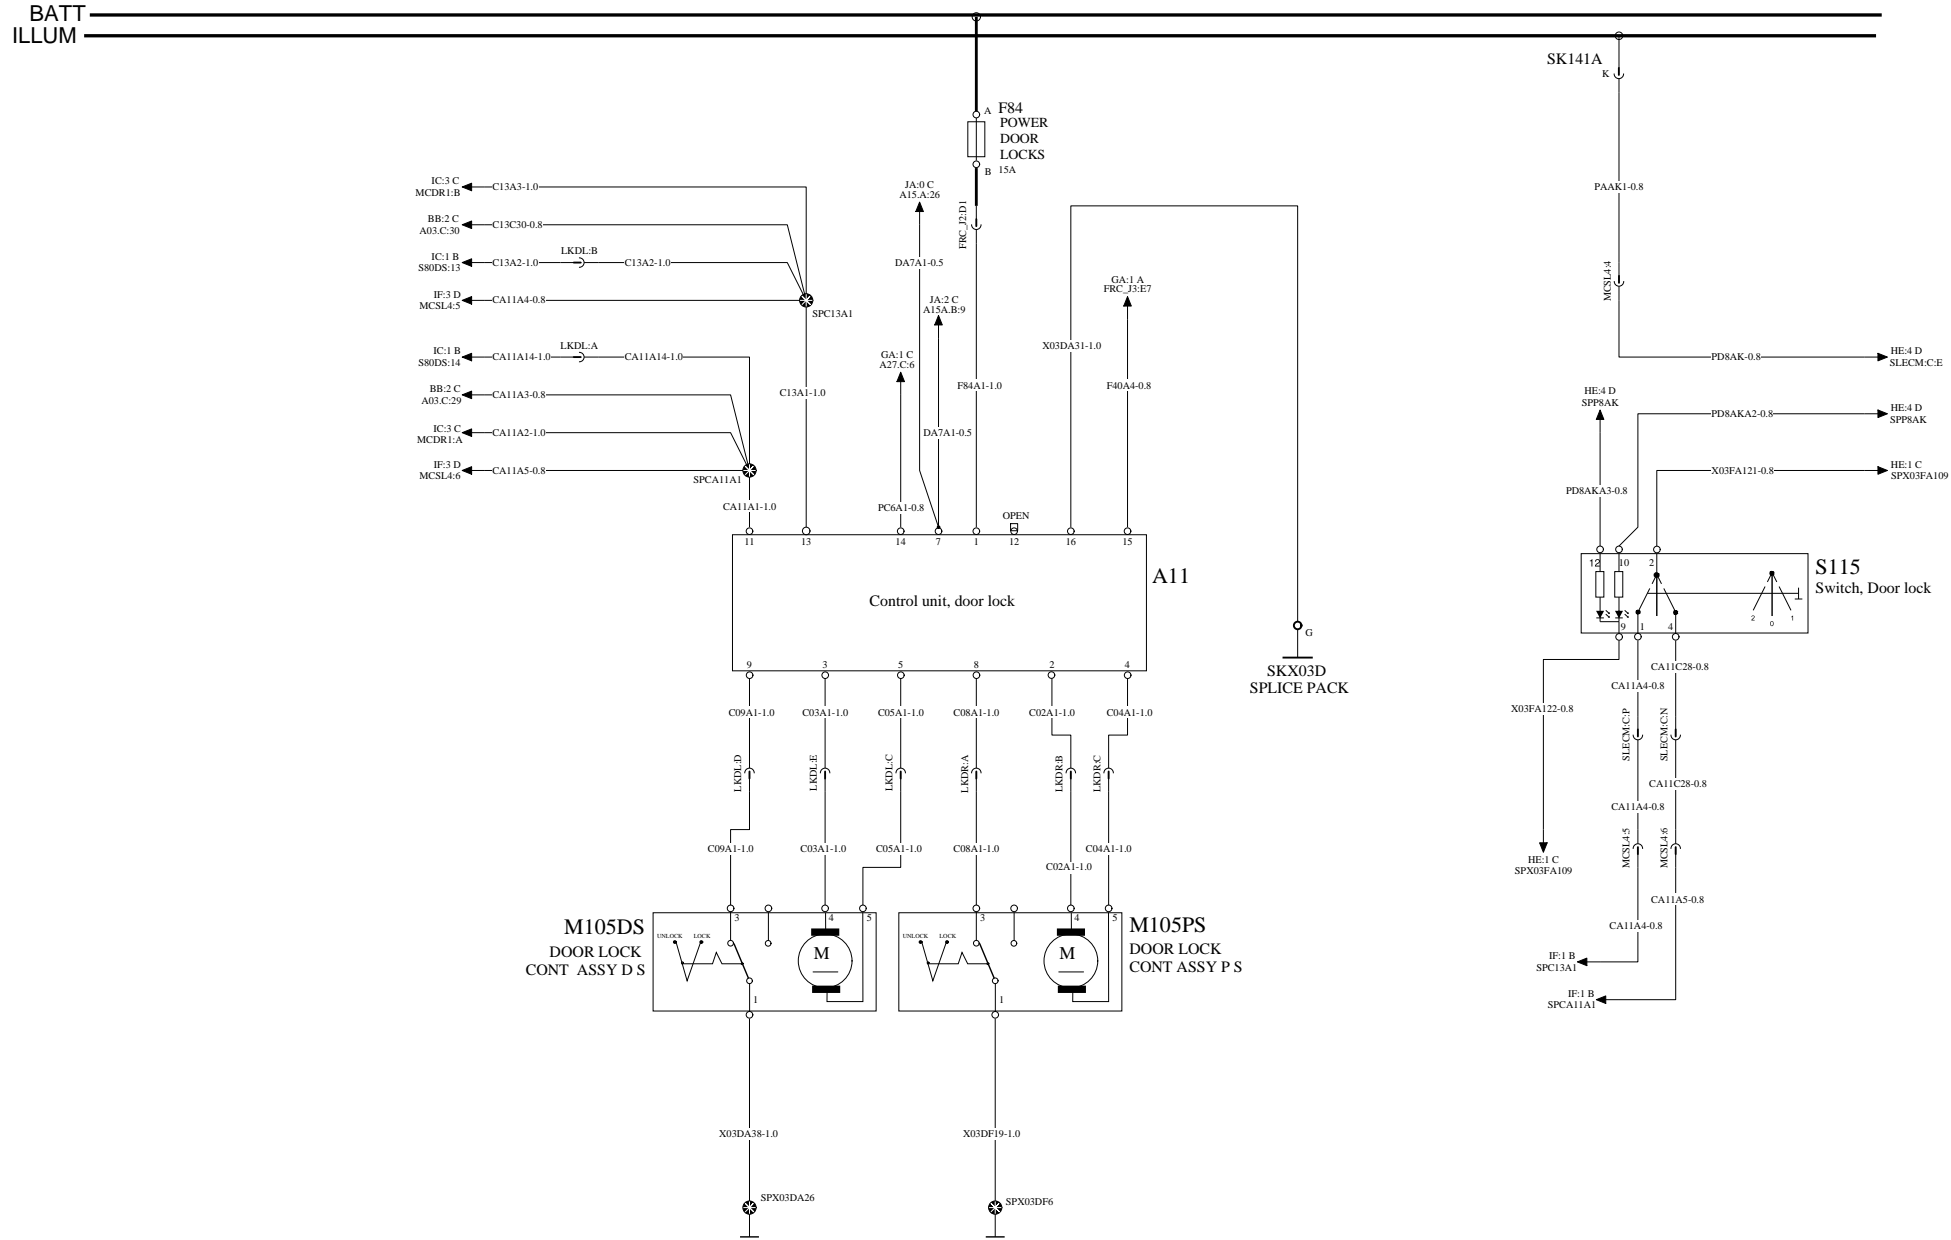 BATT
ILLUM
SK141A
K
A
F84
POWER
DOOR
LOCKS
B
15A
FRC_J2:D1
IC:3 C
MCDR1:B
C13A3-1.0
BB:2 C
A03.C:30
C13C30-0.8
IC:1 B
S80DS:13
C13A2-1.0
LKDL:B
C13A2-1.0
IF:3 D
MCSL4:5
CA11A4-0.8
SPC13A1
IC:1 B
S80DS:14
CA11A14-1.0
LKDL:A
CA11A14-1.0
BB:2 C
A03.C:29
CA11A3-0.8
IC:3 C
MCDR1:A
CA11A2-1.0
IF:3 D
MCSL4:6
CA11A5-0.8
SPCA11A1
CA11A1-1.0
C13A1-1.0
JA:0 C
A15.A:26
DA7A1-0.5
JA:2 C
A15A.B:9
DA7A1-0.5
GA:1 C
A27.C:6
PC6A1-0.8
F84A1-1.0
OPEN
X03DA31-1.0
GA:1 A
FRC_J3:E7
F40A4-0.8
11
13
14
7
1
12
16
15
A11
Control unit, door lock
9
3
5
8
2
4
G
SKX03D
SPLICE PACK
C09A1-1.0
C03A1-1.0
C05A1-1.0
C08A1-1.0
C02A1-1.0
C04A1-1.0
LKDL:D
LKDL:E
LKDL:C
LKDR:A
LKDR:B
LKDR:C
C09A1-1.0
C03A1-1.0
C05A1-1.0
C08A1-1.0
C02A1-1.0
C04A1-1.0
M105DS
DOOR LOCK
CONT ASSY D S
3
4
5
UNLOCK
LOCK
M
1
M105PS
DOOR LOCK
CONT ASSY P S
3
4
5
UNLOCK
LOCK
M
1
X03DA38-1.0
X03DF19-1.0
SPX03DA26
SPX03DF6
PAAK1-0.8
MCSL4:4
PD8AK-0.8
HE:4 D
SLECM:C:E
HE:4 D
SPP8AK
PD8AKA2-0.8
HE:4 D
SPP8AK
X03FA121-0.8
HE:1 C
SPX03FA109
PD8AKA3-0.8
12
10
2
S115
Switch, Door lock
2
0
1
9
1
4
CA11C28-0.8
CA11A4-0.8
X03FA122-0.8
SLECM:C:P
SLECM:C:N
CA11C28-0.8
CA11A4-0.8
MCSL4:5
MCSL4:6
HE:1 C
SPX03FA109
CA11A5-0.8
CA11A4-0.8
IF:1 B
SPC13A1
IF:1 B
SPCA11A1